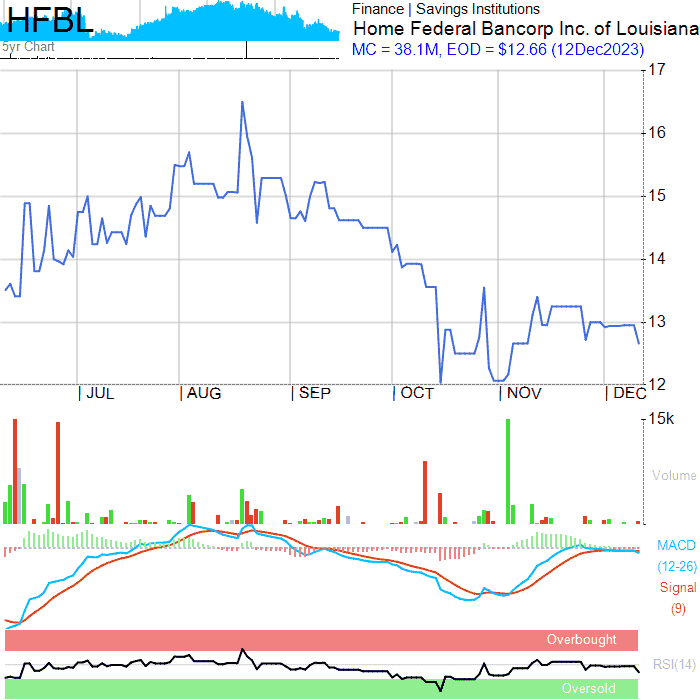 HFBL
5yr Chart
Finance | Savings Institutions
Home Federal Bancorp Inc. of Louisiana
MC = 38.1M, EOD = $12.66 (12Dec2023)
17
16
15
14
13
12
JUL AUG SEP OCT NOV DEC
15k
Volume
MACD
(12-26)
Signal
(9)
Overbought
RSI(14)
Oversold